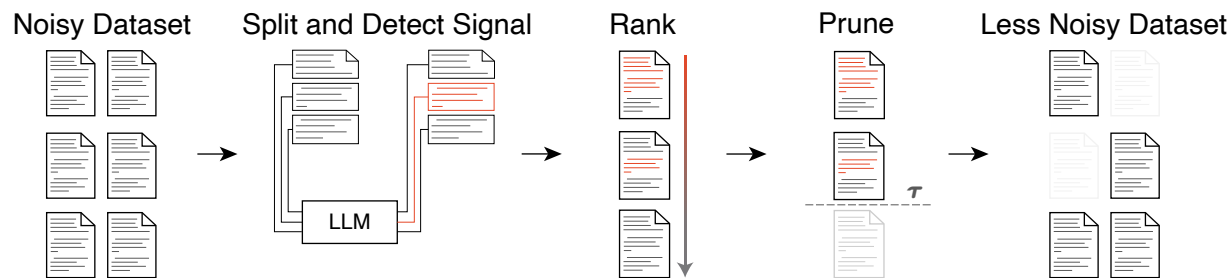 Noisy Dataset
Split and Detect Signal
Rank
Prune
Less Noisy Dataset
LLM
τ